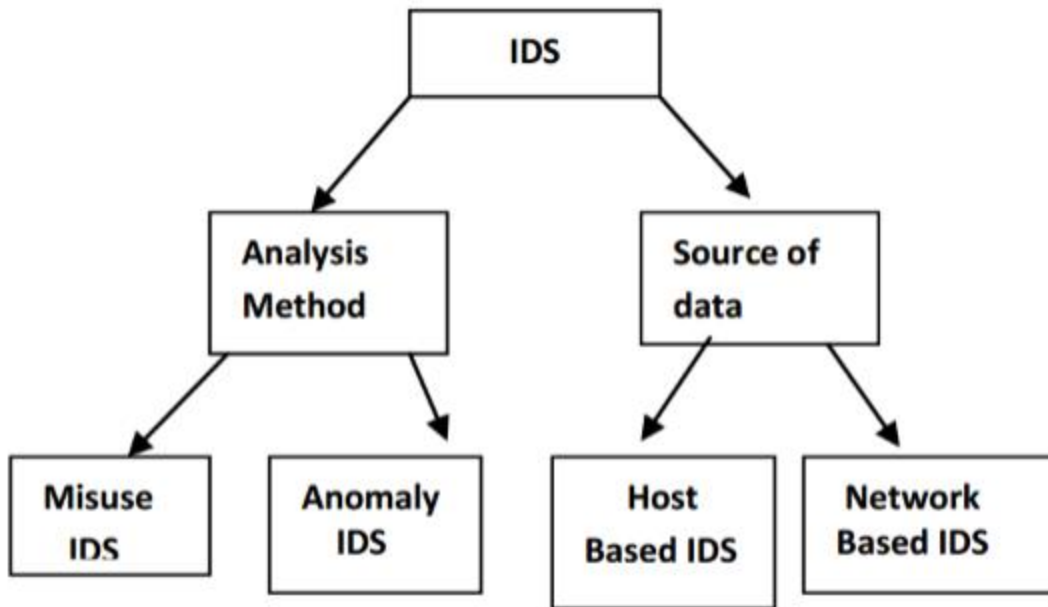 IDS
Analysis
Method
Source of
data
Misuse
IDS
Anomaly
IDS
Host
Based IDS
Network
Based IDS